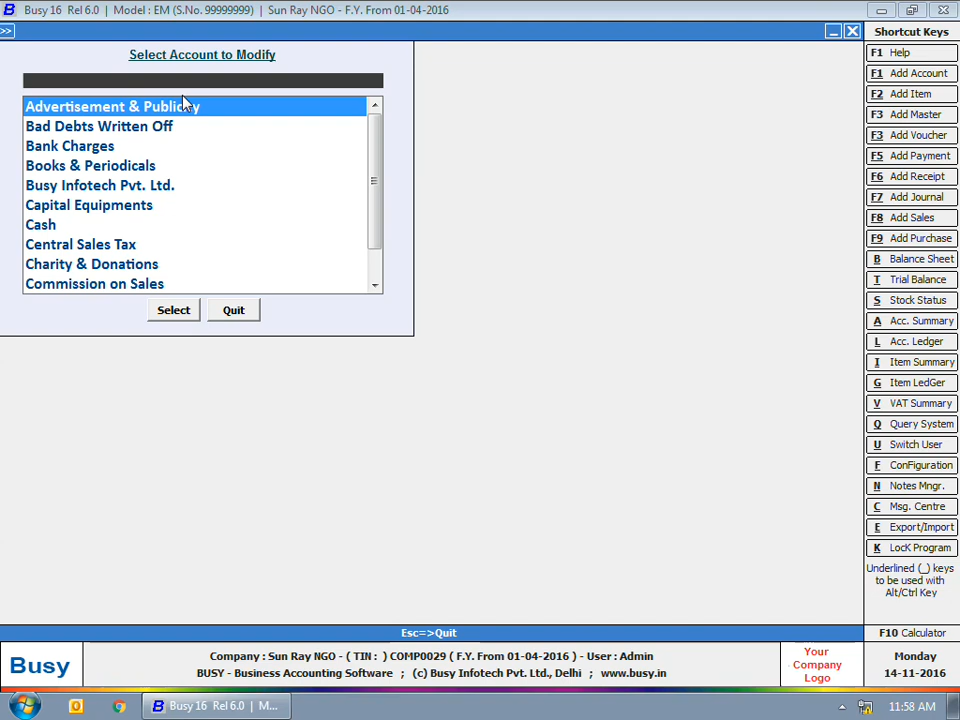 Busy 16 Rel 6.0 | Model : EM (S.No. 99999999) | Sun Ray NGO - F.Y. From 01-04-2016
>>
Select Account to Modify
Advertisement & Publicity
Bad Debts Written Off
Bank Charges
Books & Periodicals
Busy Infotech Pvt. Ltd.
Capital Equipments
Cash
Central Sales Tax
Charity & Donations
Commission on Sales
Select Quit
Shortcut Keys
F1 Help
F1 Add Account
F2 Add Item
F3 Add Master
F3 Add Voucher
F5 Add Payment
F6 Add Receipt
F7 Add Journal
F8 Add Sales
F9 Add Purchase
B Balance Sheet
T Trial Balance
S Stock Status
A Acc. Summary
L Acc. Ledger
I Item Summary
G Item LedGer
V VAT Summary
Q Query System
U Switch User
F ConFiguration
N Notes Mngr.
C Msg. Centre
E Export/Import
K LocK Program
Underlined (_) keys
to be used with
Alt/Ctrl Key
Esc=>Quit
F10 Calculator
Busy
Company : Sun Ray NGO - ( TIN : ) COMP0029 ( F.Y. From 01-04-2016 ) - User : Admin
BUSY - Business Accounting Software ; (c) Busy Infotech Pvt. Ltd., Delhi ; www.busy.in
Your
Company
Logo
Monday
14-11-2016
Busy 16 Rel 6.0 | M...
11:58 AM